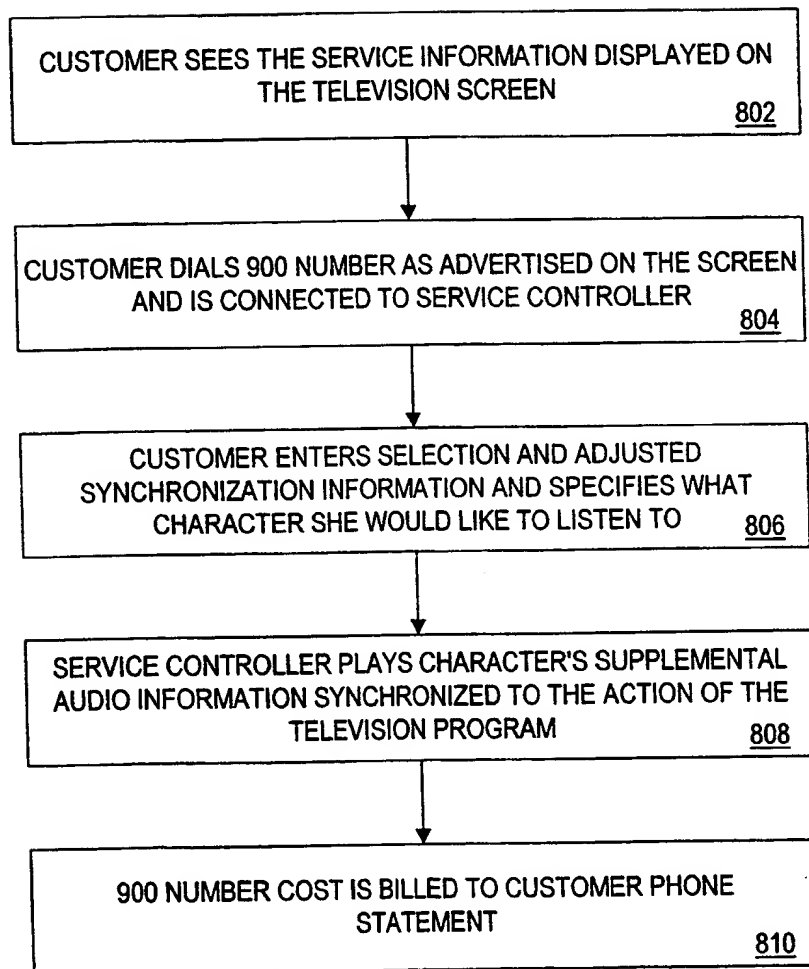 CUSTOMER SEES THE SERVICE INFORMATION DISPLAYED ON
THE TELEVISION SCREEN
802
CUSTOMER DIALS 900 NUMBER AS ADVERTISED ON THE SCREEN
AND IS CONNECTED TO SERVICE CONTROLLER
804
CUSTOMER ENTERS SELECTION AND ADJUSTED
SYNCHRONIZATION INFORMATION AND SPECIFIES WHAT
CHARACTER SHE WOULD LIKE TO LISTEN TO
806
SERVICE CONTROLLER PLAYS CHARACTER'S SUPPLEMENTAL
AUDIO INFORMATION SYNCHRONIZED TO THE ACTION OF THE
TELEVISION PROGRAM
808
900 NUMBER COST IS BILLED TO CUSTOMER PHONE
STATEMENT
810